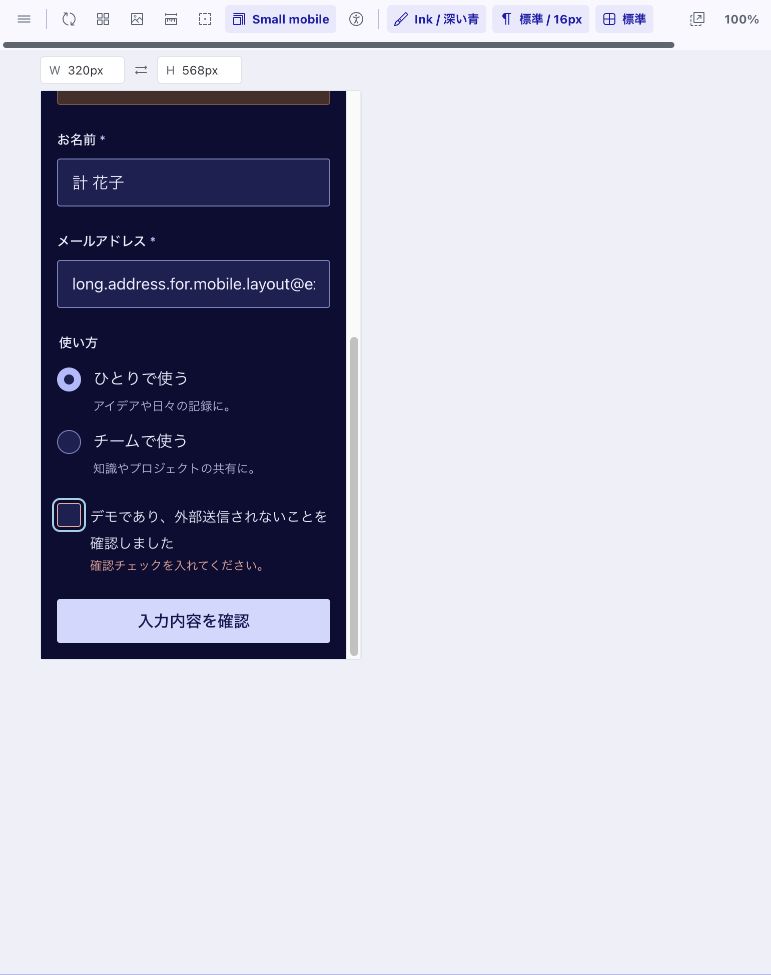 Small mobile
Ink / 深い青
標準 / 16px
標準
100%
W 320px
H 568px
お名前 *
計 花子
メールアドレス *
long.address.for.mobile.layout@e
使い方
ひとりで使う
アイデアや日々の記録に。
チームで使う
知識やプロジェクトの共有に。
デモであり、外部送信されないことを
確認しました
確認チェックを入れてください。
入力内容を確認